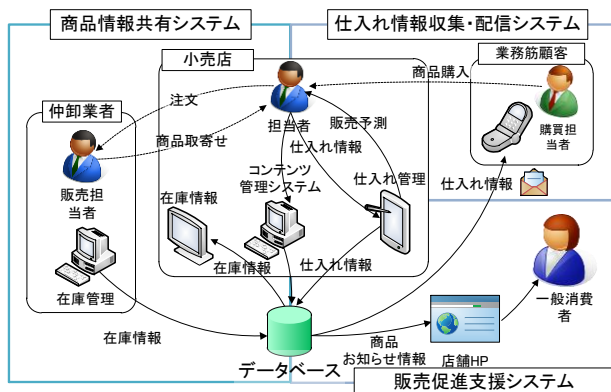 商品情報共有システム
仕入れ情報収集・配信システム
小売店
業務筋顧客
商品購入
仲卸業者
注文
担当者
販売予測
購買担
当者
商品取寄せ
仕入れ情報
販売担
当者
コンテンツ
管理システム
仕入れ管理
仕入れ情報
在庫情報
在庫管理
在庫情報
仕入れ情報
一般消費
者
在庫情報
商品
お知らせ情報
データベース
店舗HP
販売促進支援システム